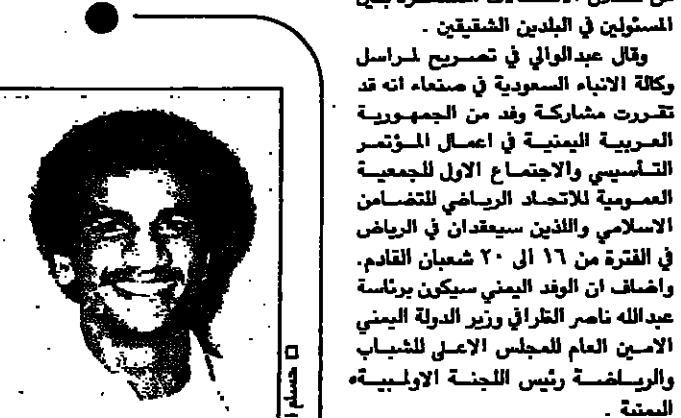 المسئولين في البلدين الشقيقين .
وقال عبدالوالي في تصريح لمراسل
وكالة الانباء السعودية في صنعاء انه قد
تقررت مشاركة وفد من الجمهورية
العربية اليمنية في اعمال المؤتمر
التأسيسي والاجتماع الاول للجمعية
العمومية للاتحاد الرياضي للتضامن
الاسلامي واللذين سيعقدان في الرياض
في الفترة من ١٦ الى ٢٠ شعبان القادم.
واضاف ان الوفد اليمني سيكون برئاسة
عبدالله ناصر الظرافي وزير الدولة اليمني
الامين العام للمجلس الاعلى للشباب
والرياضة رئيس اللجنة الاولمبية
اليمنية .